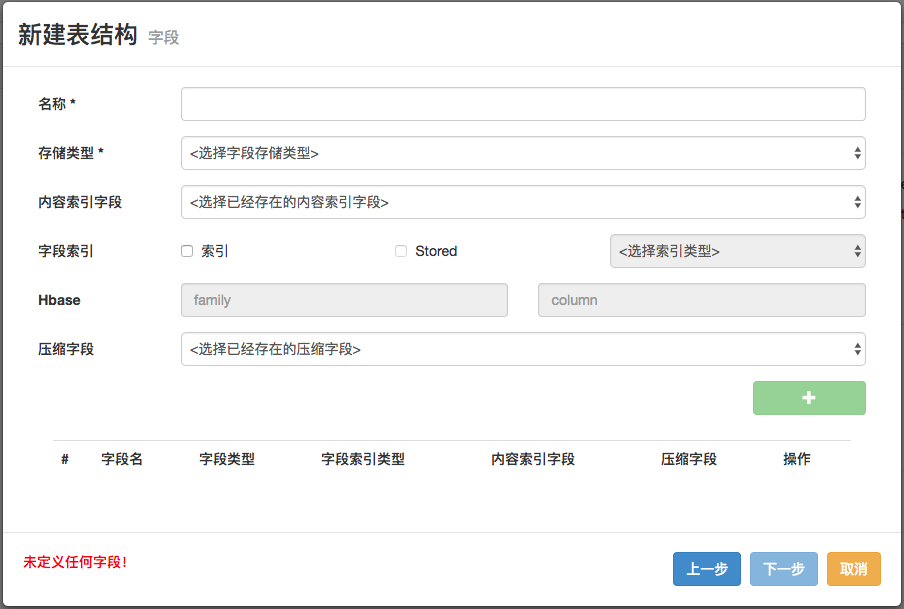 新建表结构 字段
名称 *
存储类型 * <选择字段存储类型>
内容索引字段 <选择已经存在的内容索引字段>
字段索引 索引 Stored <选择索引类型>
Hbase family column
压缩字段 <选择已经存在的压缩字段>
# 字段名 字段类型 字段索引类型 内容索引字段 压缩字段 操作
未定义任何字段! 上一步 下一步 取消